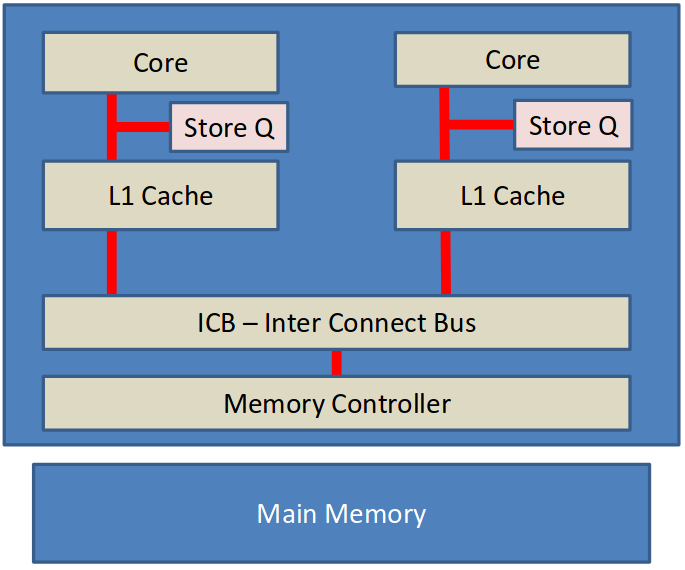 Core
Core
Store Q
Store Q
L1 Cache
L1 Cache
ICB – Inter Connect Bus
Memory Controller
Main Memory